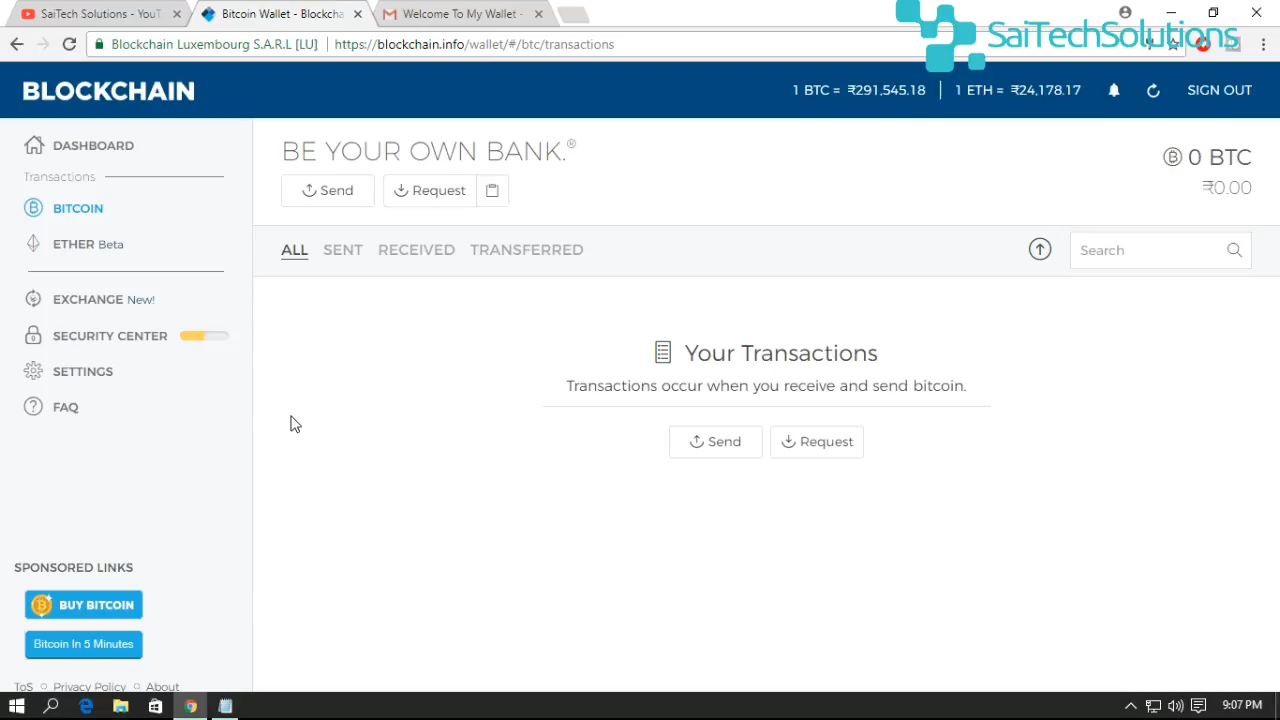 SaiTech Solutions - YouT
Bitcoin Wallet - Blockcha
Welcome To My Wallet -
Blockchain Luxembourg S.A.R.L [LU]
https://blockchain.info/wallet/#/btc/transactions
SaiTechSolutions
BLOCKCHAIN
1 BTC = ₹291,545.18
1 ETH = ₹24,178.17
SIGN OUT
DASHBOARD
Transactions
BITCOIN
ETHER Beta
EXCHANGE New!
SECURITY CENTER
SETTINGS
FAQ
SPONSORED LINKS
BUY BITCOIN
Bitcoin In 5 Minutes
ToS
Privacy Policy
About
BE YOUR OWN BANK.®
Send
Request
0 BTC
₹0.00
ALL
SENT
RECEIVED
TRANSFERRED
Search
Your Transactions
Transactions occur when you receive and send bitcoin.
Send
Request
9:07 PM